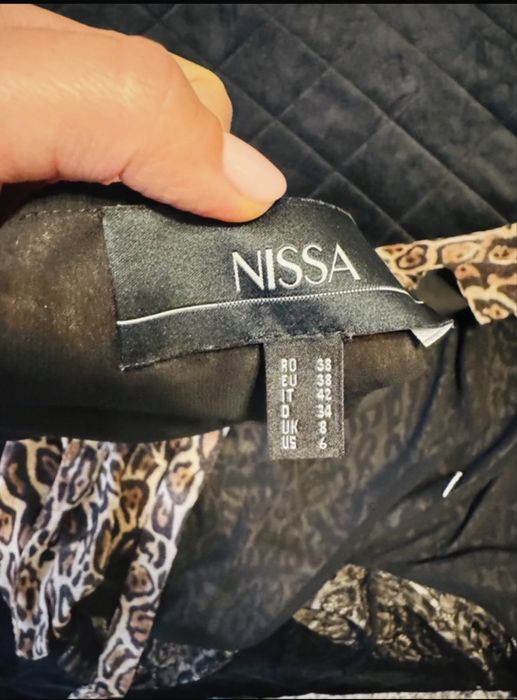 NISSA
RO 38
EU 38
IT 42
D 34
UK 8
US 6